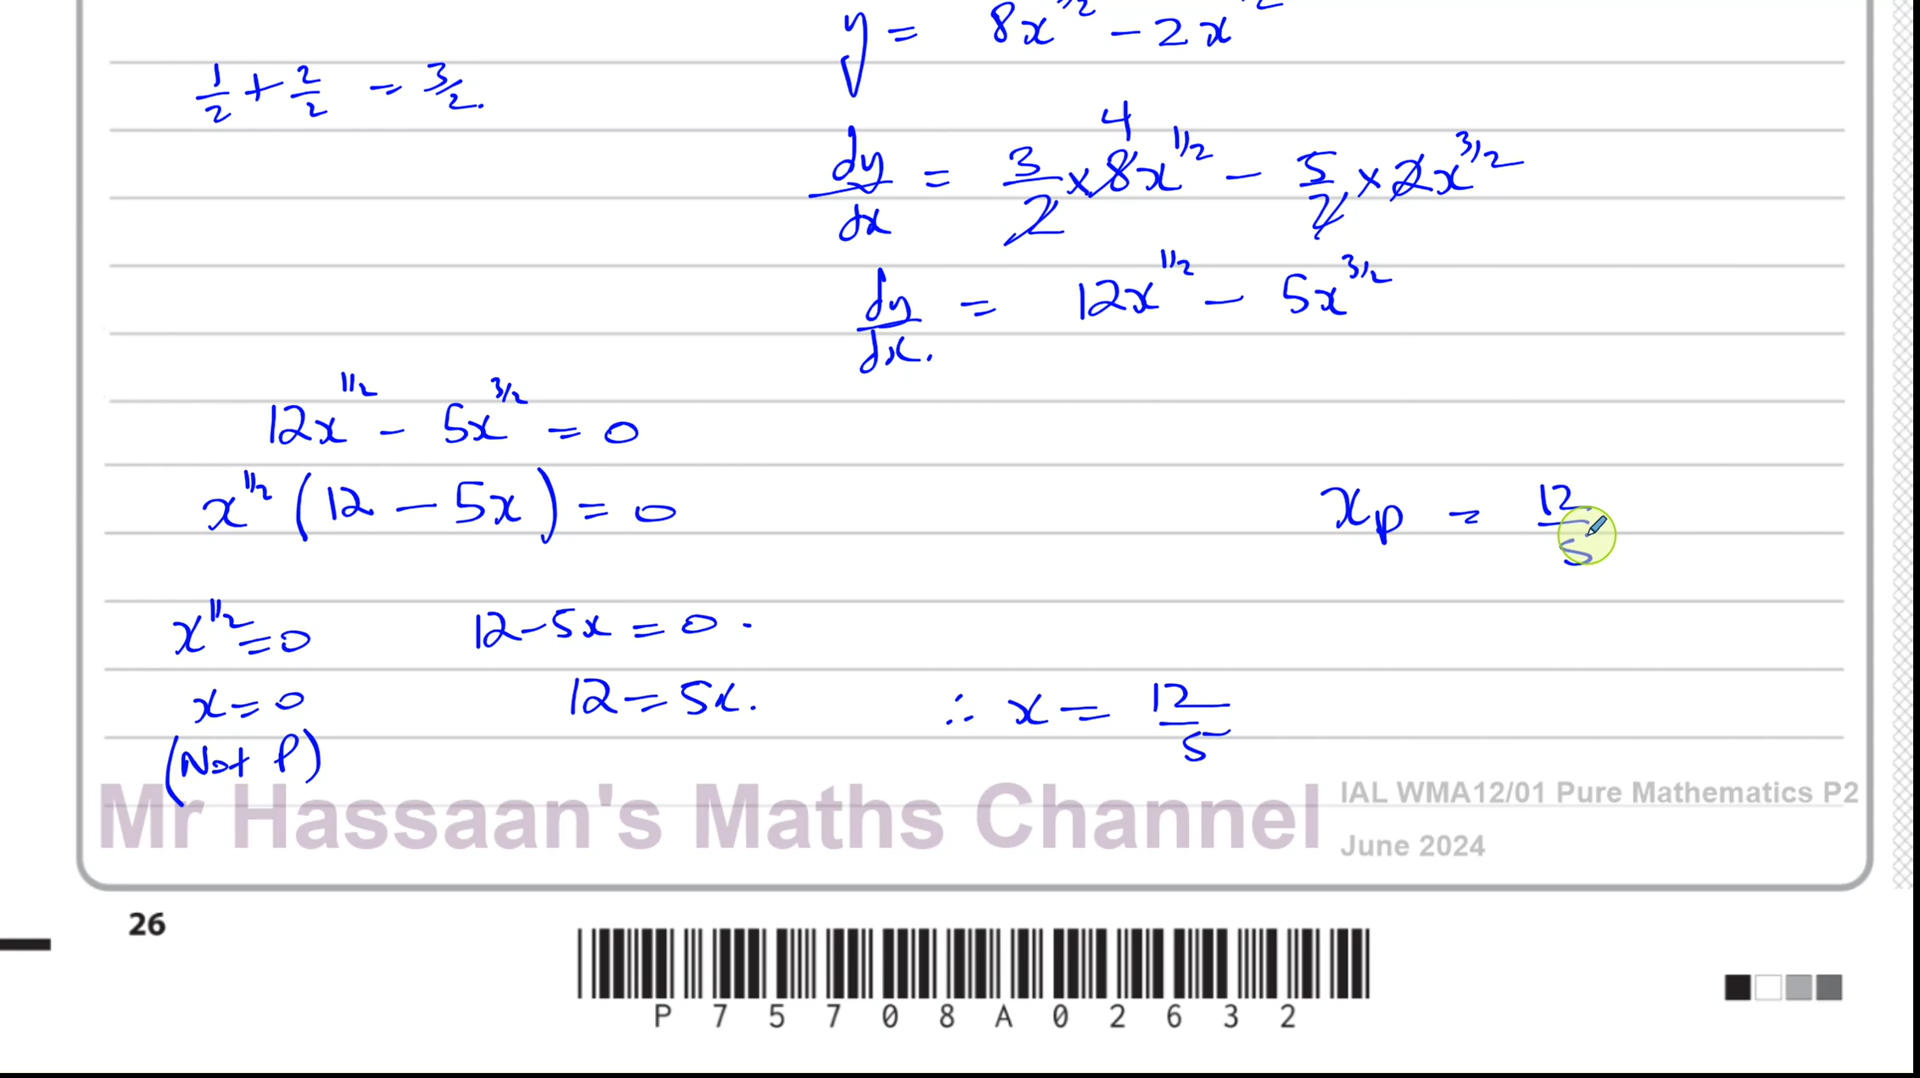 y = 8x^3/2 - 2x
1/2 + 2/2 = 3/2.
dy/dx = 3/2 × 8x^1/2 - 5/2 × 2x^3/2
4
dy/dx. = 12x^1/2 - 5x^3/2
12x^1/2 - 5x^3/2 = 0
x^1/2 (12 - 5x) = 0
xp = 12/5
x^1/2 = 0
12 - 5x = 0 .
x = 0
12 = 5x.
∴ x = 12/5
(Not P)
Mr Hassaan's Maths Channel
IAL WMA12/01 Pure Mathematics P2
June 2024
26
P 7 5 7 0 8 A 0 2 6 3 2